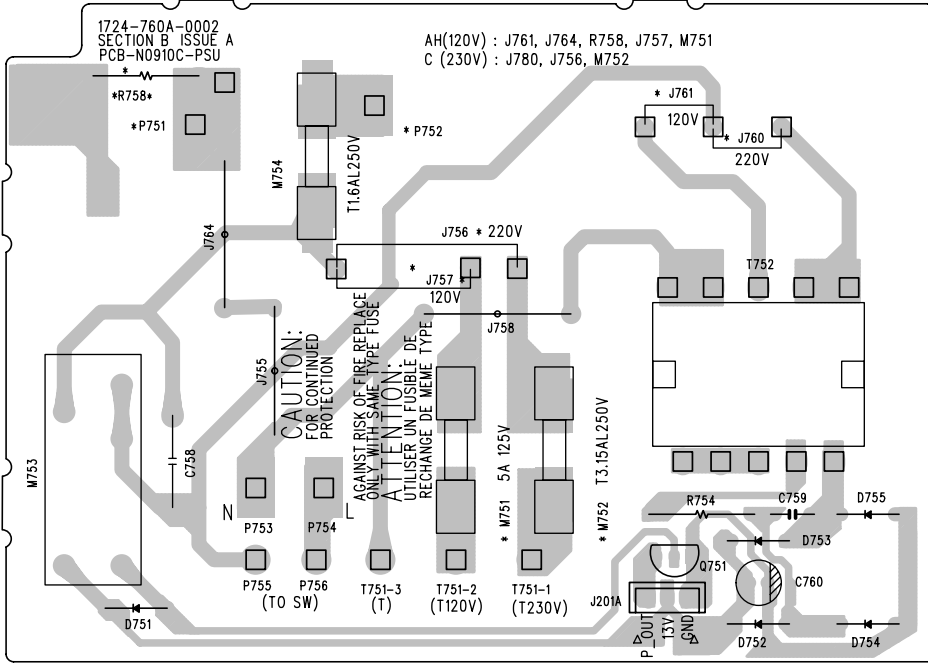 1724-760A-0002
SECTION B ISSUE A
PCB-N0910C-PSU
AH(120V) : J761, J764, R758, J757, M751
C (230V) : J780, J756, M752
*
*R758*
*P751
* P752
M754
T1.6AL250V
* J761
120V
* J760
220V
J764
J756 * 220V
*
J757 *
120V
T752
J758
J755
CAUTION:
FOR CONTINUED
PROTECTION
AGAINST RISK OF FIRE REPLACE
ONLY WITH SAME TYPE FUSE
ATTENTION:
UTILISER UN FUSIBLE DE
RECHANGE DE MEME TYPE
M753
C758
* M751 5A 125V
* M752 T3.15AL250V
N
L
P753
P754
R754
C759
D755
D753
Q751
C760
P755
P756
(TO SW)
T751-3
(T)
T751-2
(T120V)
T751-1
(T230V)
J201A
D751
P_OUT
13V
GND
D752
D754